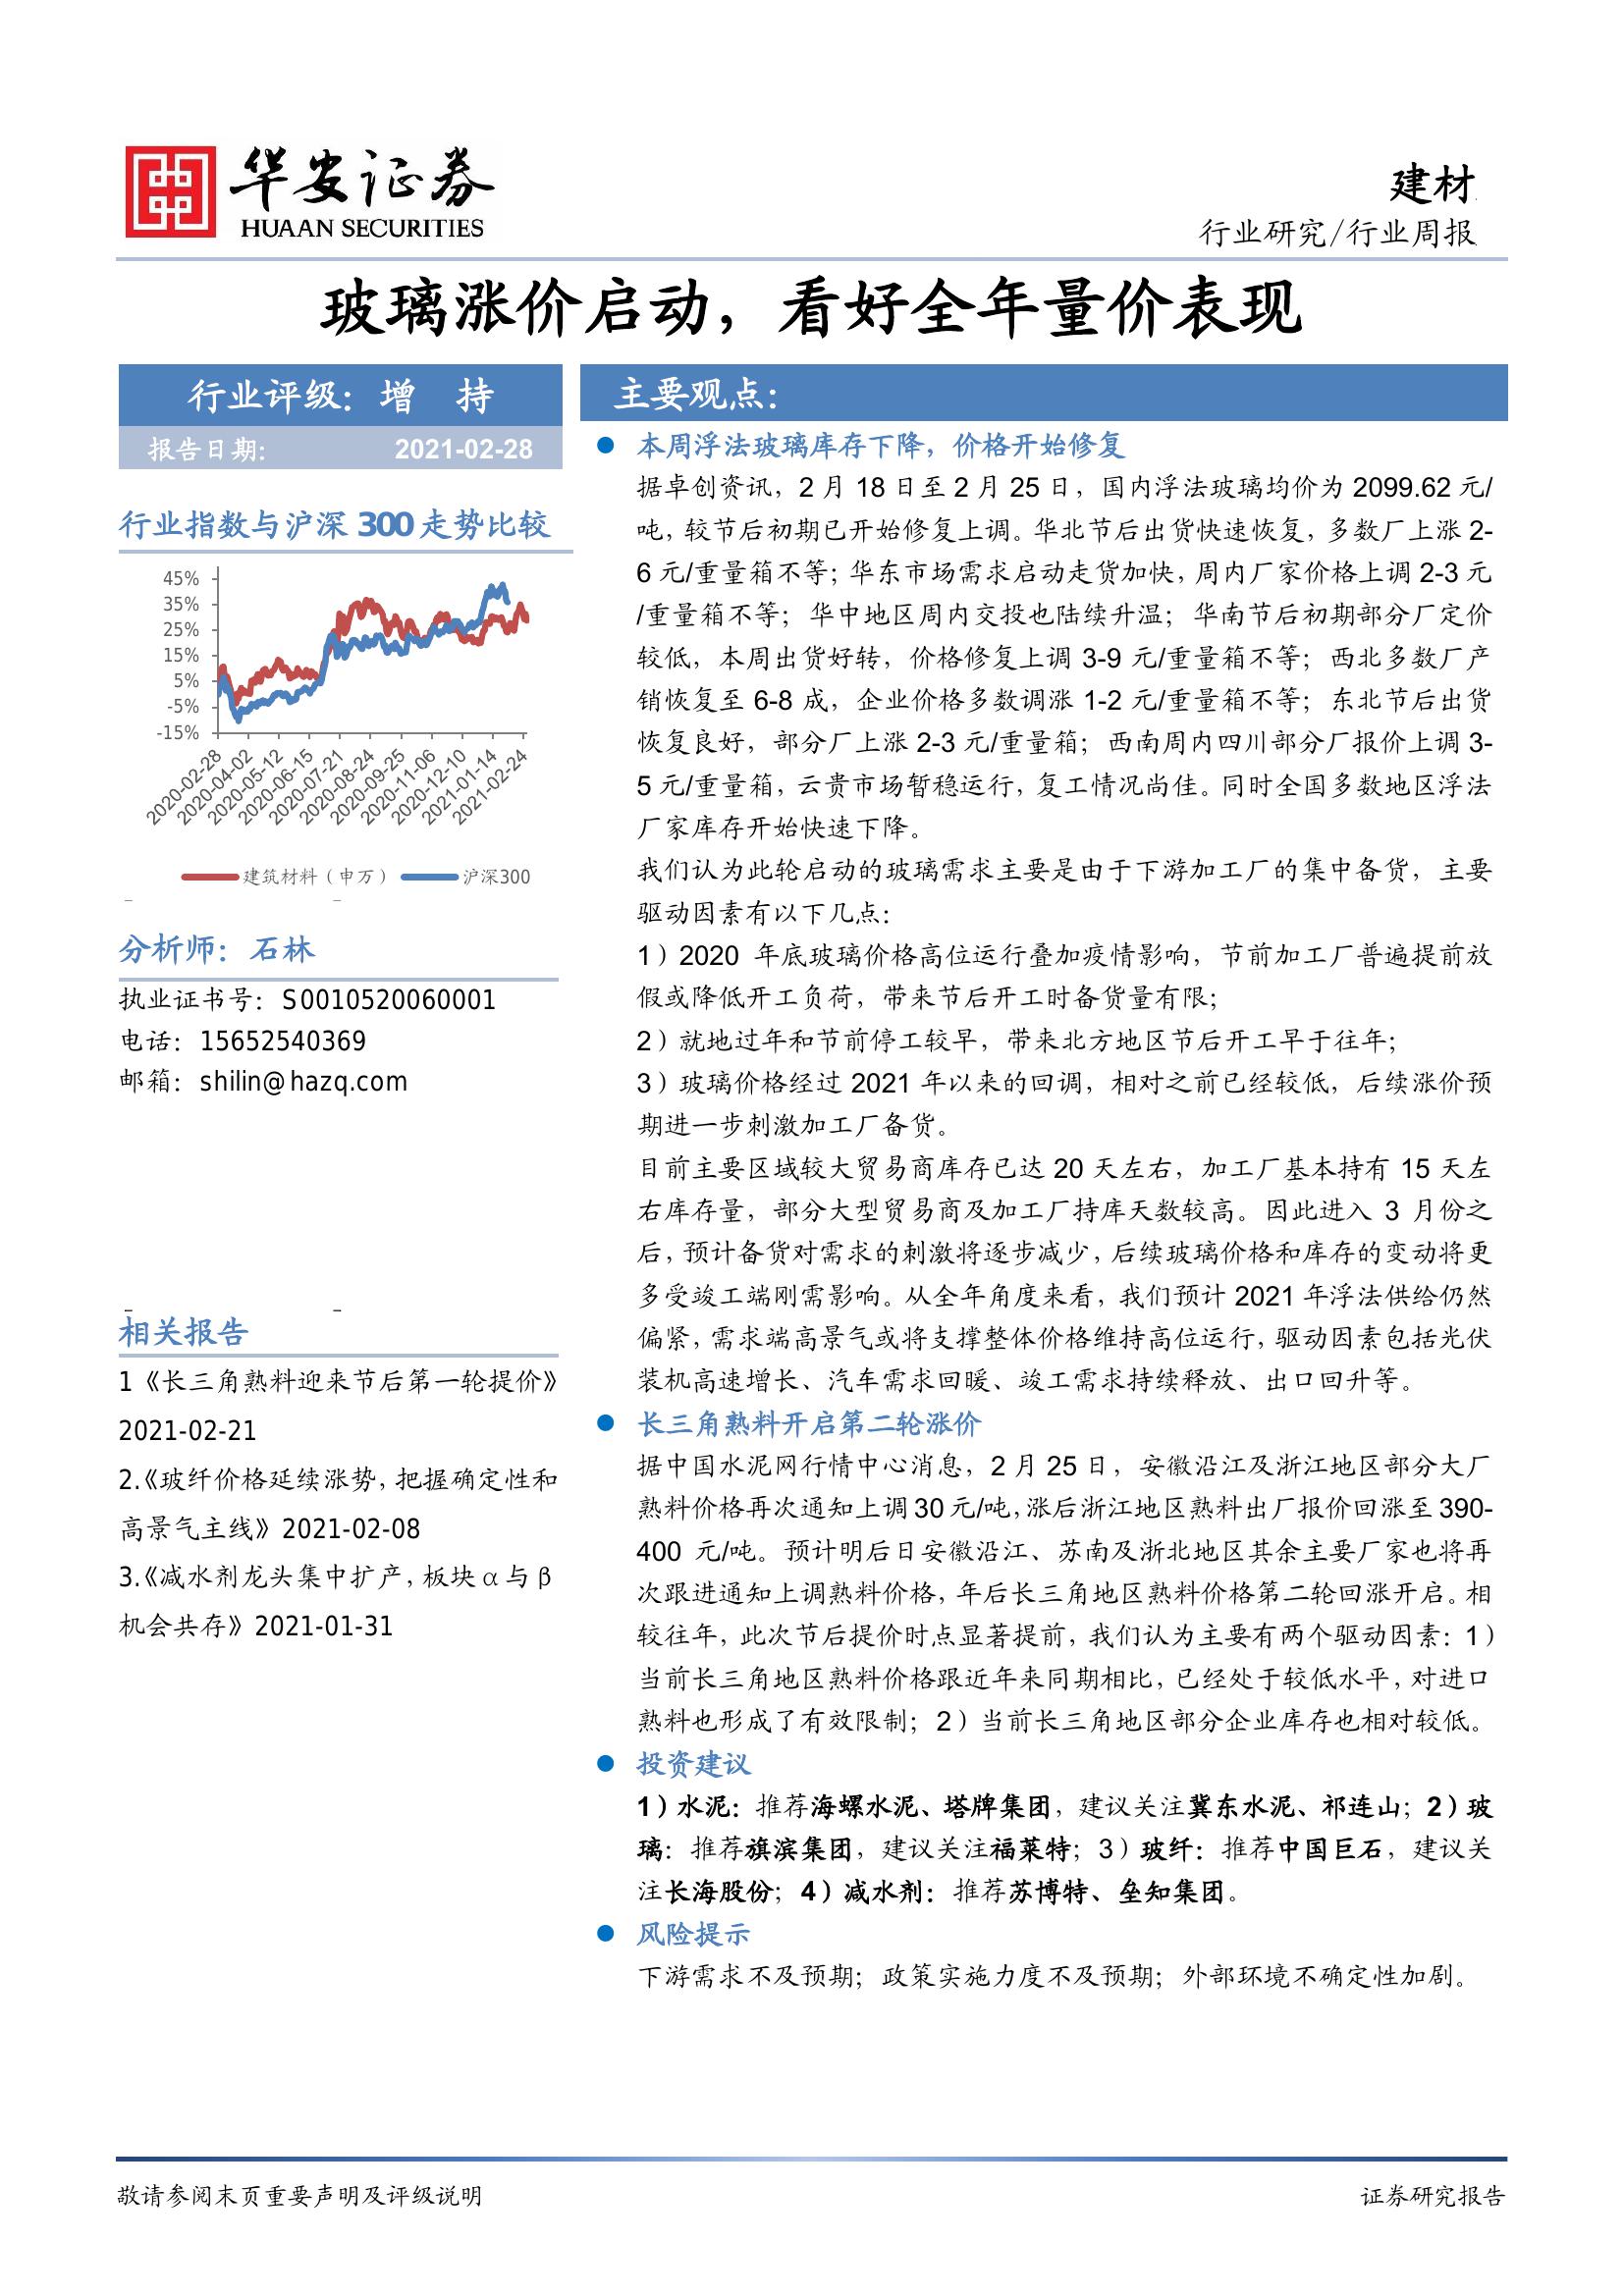 华安证券
HUAAN SECURITIES
建材
行业研究/行业周报
玻璃涨价启动，看好全年量价表现
行业评级：增 持
报告日期： 2021-02-28
行业指数与沪深 300 走势比较
45%
35%
25%
15%
5%
-5%
-15%
2020-02-28
2020-04-02
2020-05-12
2020-06-15
2020-07-21
2020-08-24
2020-09-25
2020-11-06
2020-12-10
2021-01-14
2021-02-24
建筑材料（申万） 沪深300
分析师：石林
执业证书号：S0010520060001
电话：15652540369
邮箱：shilin@hazq.com
相关报告
1《长三角熟料迎来节后第一轮提价》
2021-02-21
2.《玻纤价格延续涨势，把握确定性和
高景气主线》2021-02-08
3.《减水剂龙头集中扩产，板块α与β
机会共存》2021-01-31
主要观点：
本周浮法玻璃库存下降，价格开始修复
据卓创资讯，2 月 18 日至 2 月 25 日，国内浮法玻璃均价为 2099.62 元/
吨，较节后初期已开始修复上调。华北节后出货快速恢复，多数厂上涨 2-
6 元/重量箱不等；华东市场需求启动走货加快，周内厂家价格上调 2-3 元
/重量箱不等；华中地区周内交投也陆续升温；华南节后初期部分厂定价
较低，本周出货好转，价格修复上调 3-9 元/重量箱不等；西北多数厂产
销恢复至 6-8 成，企业价格多数调涨 1-2 元/重量箱不等；东北节后出货
恢复良好，部分厂上涨 2-3 元/重量箱；西南周内四川部分厂报价上调 3-
5 元/重量箱，云贵市场暂稳运行，复工情况尚佳。同时全国多数地区浮法
厂家库存开始快速下降。
我们认为此轮启动的玻璃需求主要是由于下游加工厂的集中备货，主要
驱动因素有以下几点：
1）2020 年底玻璃价格高位运行叠加疫情影响，节前加工厂普遍提前放
假或降低开工负荷，带来节后开工时备货量有限；
2）就地过年和节前停工较早，带来北方地区节后开工早于往年；
3）玻璃价格经过 2021 年以来的回调，相对之前已经较低，后续涨价预
期进一步刺激加工厂备货。
目前主要区域较大贸易商库存已达 20 天左右，加工厂基本持有 15 天左
右库存量，部分大型贸易商及加工厂持库天数较高。因此进入 3 月份之
后，预计备货对需求的刺激将逐步减少，后续玻璃价格和库存的变动将更
多受竣工端刚需影响。从全年角度来看，我们预计 2021 年浮法供给仍然
偏紧，需求端高景气或将支撑整体价格维持高位运行，驱动因素包括光伏
装机高速增长、汽车需求回暖、竣工需求持续释放、出口回升等。
长三角熟料开启第二轮涨价
据中国水泥网行情中心消息，2 月 25 日，安徽沿江及浙江地区部分大厂
熟料价格再次通知上调 30 元/吨，涨后浙江地区熟料出厂报价回涨至 390-
400 元/吨。预计明后日安徽沿江、苏南及浙北地区其余主要厂家也将再
次跟进通知上调熟料价格，年后长三角地区熟料价格第二轮回涨开启。相
较往年，此次节后提价时点显著提前，我们认为主要有两个驱动因素：1）
当前长三角地区熟料价格跟近年来同期相比，已经处于较低水平，对进口
熟料也形成了有效限制；2）当前长三角地区部分企业库存也相对较低。
投资建议
1）水泥：推荐海螺水泥、塔牌集团，建议关注冀东水泥、祁连山；2）玻
璃：推荐旗滨集团，建议关注福莱特；3）玻纤：推荐中国巨石，建议关
注长海股份；4）减水剂：推荐苏博特、垒知集团。
风险提示
下游需求不及预期；政策实施力度不及预期；外部环境不确定性加剧。
敬请参阅末页重要声明及评级说明
证券研究报告